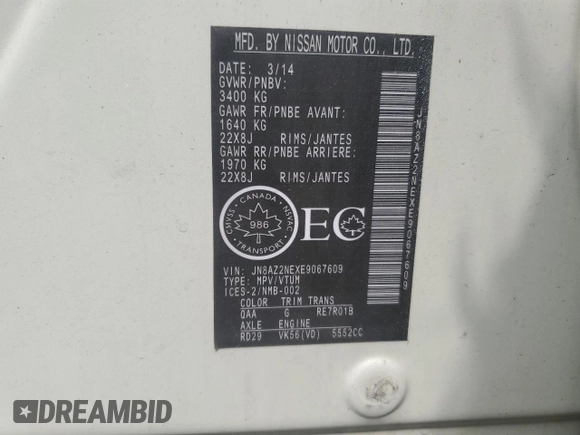 MFD. BY NISSAN MOTOR CO., LTD.
DATE: 3/14
GVWR/PNBV:
3400 KG
GAWR FR/PNBE AVANT:
1640 KG
22X8J RIMS/JANTES
GAWR RR/PNBE ARRIERE:
1970 KG
22X8J RIMS/JANTES
CANADA
CMVSS
NSVAC
986
TRANSPORT
EC
VIN: JN8AZ2NEXE9067609
TYPE: MPV/VTUM
ICES-2/NMB-002
COLOR TRIM TRANS
QAA G RE7R01B
AXLE ENGINE
RD29 VK56(VD) 5552CC
JN8AZ2NEXE9067609
#DREAMBID